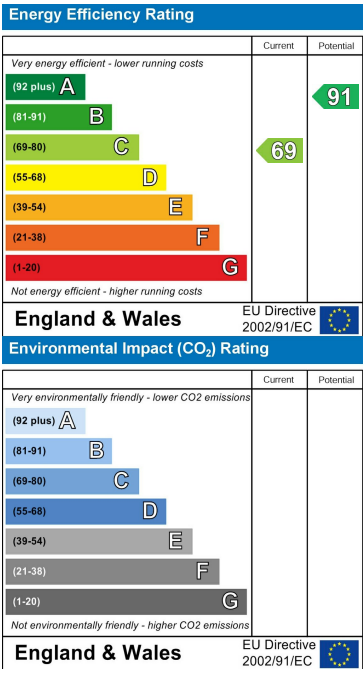 Energy Efficiency Rating
Current Potential
Very energy efficient - lower running costs
(92 plus) A
91
(81-91) B
(69-80) C
69
(55-68) D
(39-54) E
(21-38) F
(1-20) G
Not energy efficient - higher running costs
England & Wales
EU Directive
2002/91/EC
Environmental Impact (CO₂) Rating
Current Potential
Very environmentally friendly - lower CO2 emissions
(92 plus) A
(81-91) B
(69-80) C
(55-68) D
(39-54) E
(21-38) F
(1-20) G
Not environmentally friendly - higher CO2 emissions
England & Wales
EU Directive
2002/91/EC